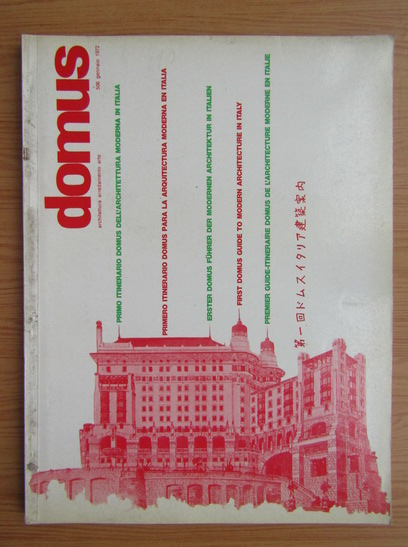 domus
architettura arredamento arte
506 gennaio 1972
PRIMO ITINERARIO DOMUS DELL'ARCHITETTURA MODERNA IN ITALIA
PRIMERO ITINERARIO DOMUS PARA LA ARQUITECTURA MODERNA EN ITALIA
ERSTER DOMUS FÜHRER DER MODERNEN ARCHITEKTUR IN ITALIEN
FIRST DOMUS GUIDE TO MODERN ARCHITECTURE IN ITALY
PREMIER GUIDE-ITINERAIRE DOMUS DE L'ARCHITECTURE MODERNE EN ITALIE
第一回ドムスイタリア建築案内